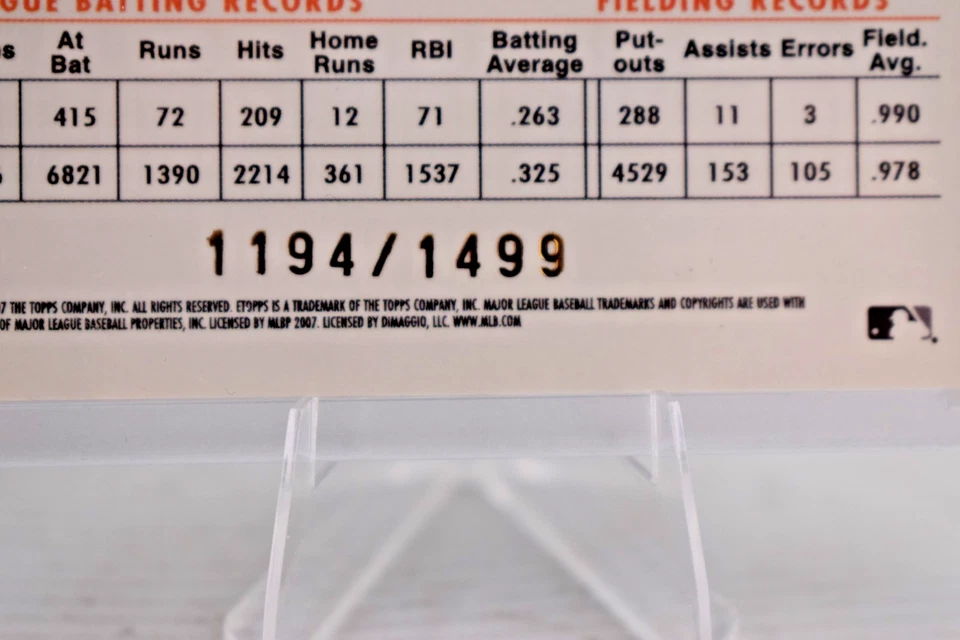 GUE BATTING RECORDS FIELDING RECORDS
At Bat Runs Hits Home Runs RBI Batting Average Put-outs Assists Errors Field. Avg.
415 72 209 12 71 .263 288 11 3 .990
6821 1390 2214 361 1537 .325 4529 153 105 .978
1194/1499
7 THE TOPPS COMPANY, INC. ALL RIGHTS RESERVED. ETOPPS IS A TRADEMARK OF THE TOPPS COMPANY, INC. MAJOR LEAGUE BASEBALL TRADEMARKS AND COPYRIGHTS ARE USED WITH
OF MAJOR LEAGUE BASEBALL PROPERTIES, INC. LICENSED BY MLBP 2007. LICENSED BY DiMAGGIO, LLC. WWW.MLB.COM